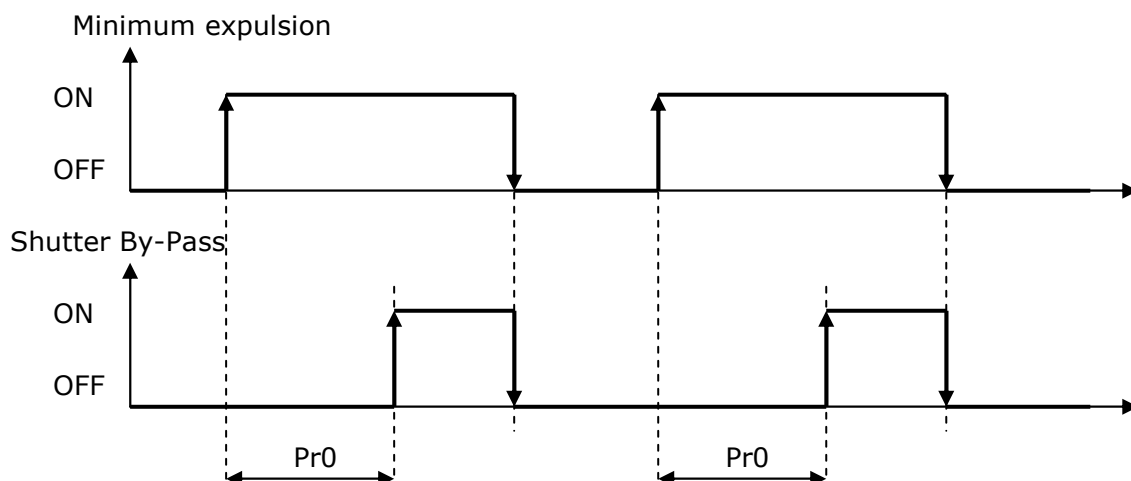 Minimum expulsion
ON
OFF
Shutter By-Pass
ON
OFF
Pr0
Pr0